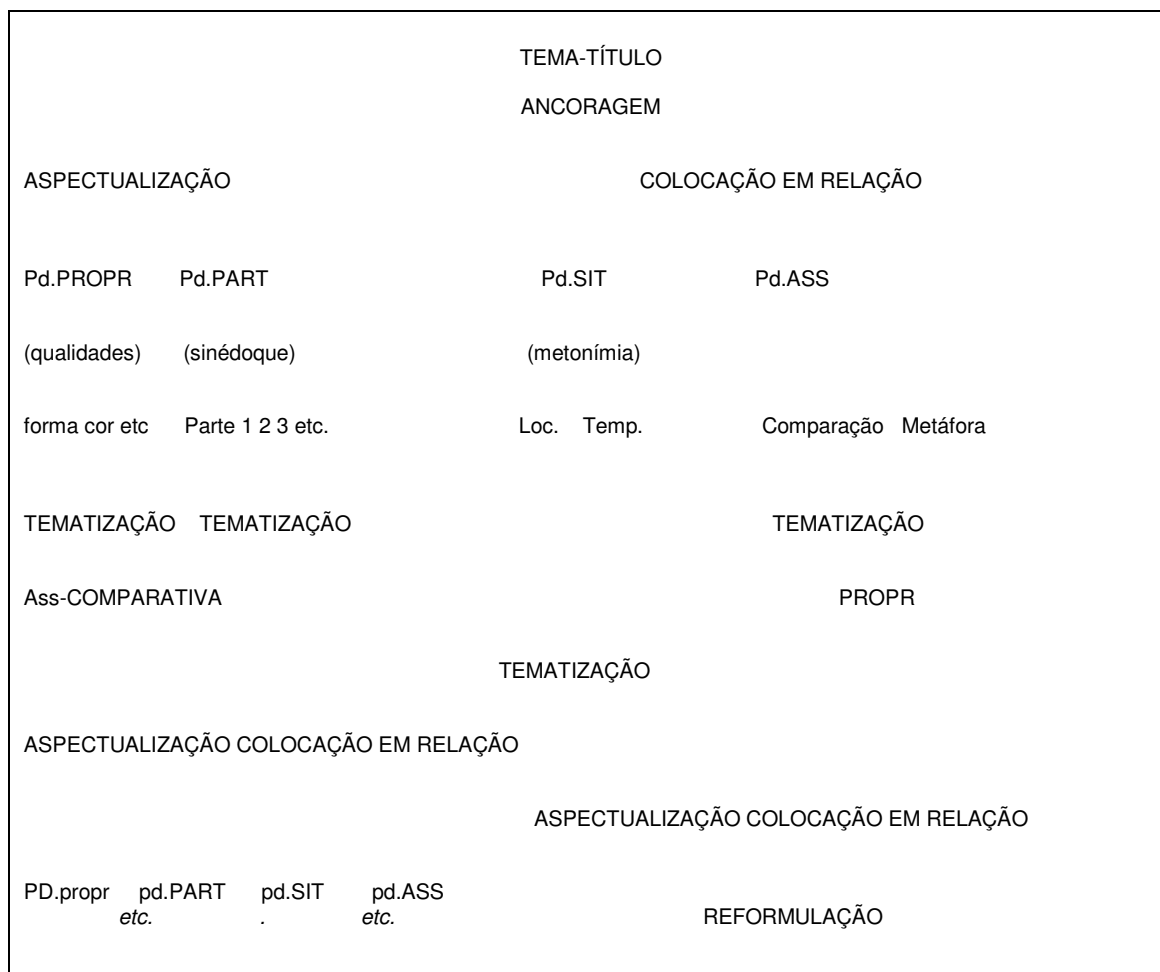 TEMA-TÍTULO
ANCORAGEM
ASPECTUALIZAÇÃO COLOCAÇÃO EM RELAÇÃO
Pd.PROPR Pd.PART Pd.SIT Pd.ASS
(qualidades) (sinédoque) (metonímia)
forma cor etc Parte 1 2 3 etc. Loc. Temp. Comparação Metáfora
TEMATIZAÇÃO TEMATIZAÇÃO TEMATIZAÇÃO
Ass-COMPARATIVA PROPR
TEMATIZAÇÃO
ASPECTUALIZAÇÃO COLOCAÇÃO EM RELAÇÃO
ASPECTUALIZAÇÃO COLOCAÇÃO EM RELAÇÃO
PD.propr pd.PART pd.SIT pd.ASS
etc. . etc. REFORMULAÇÃO